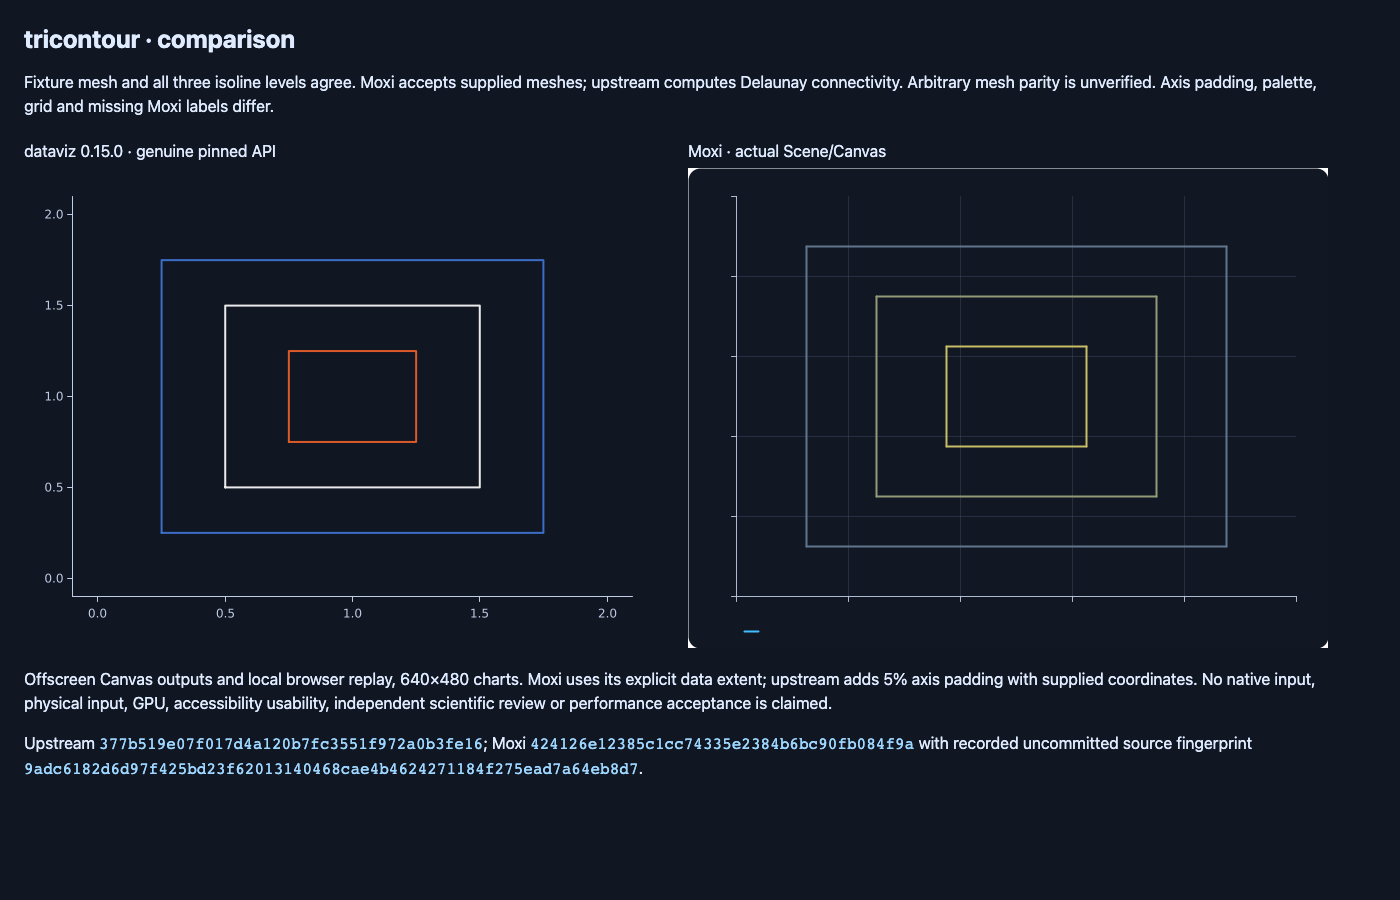 tricontour · comparison
Fixture mesh and all three isoline levels agree. Moxi accepts supplied meshes; upstream computes Delaunay connectivity. Arbitrary mesh parity is unverified. Axis padding, palette,
grid and missing Moxi labels differ.
dataviz 0.15.0 · genuine pinned API
Moxi · actual Scene/Canvas
2.0
1.5
1.0
0.5
0.0
0.0 0.5 1.0 1.5 2.0
Offscreen Canvas outputs and local browser replay, 640×480 charts. Moxi uses its explicit data extent; upstream adds 5% axis padding with supplied coordinates. No native input,
physical input, GPU, accessibility usability, independent scientific review or performance acceptance is claimed.
Upstream 377b519e07f017d4a120b7fc3551f972a0b3fe16; Moxi 424126e12385c1cc74335e2384b6bc90fb084f9a with recorded uncommitted source fingerprint
9adc6182d6d97f425bd23f62013140468cae4b4624271184f275ead7a64eb8d7.